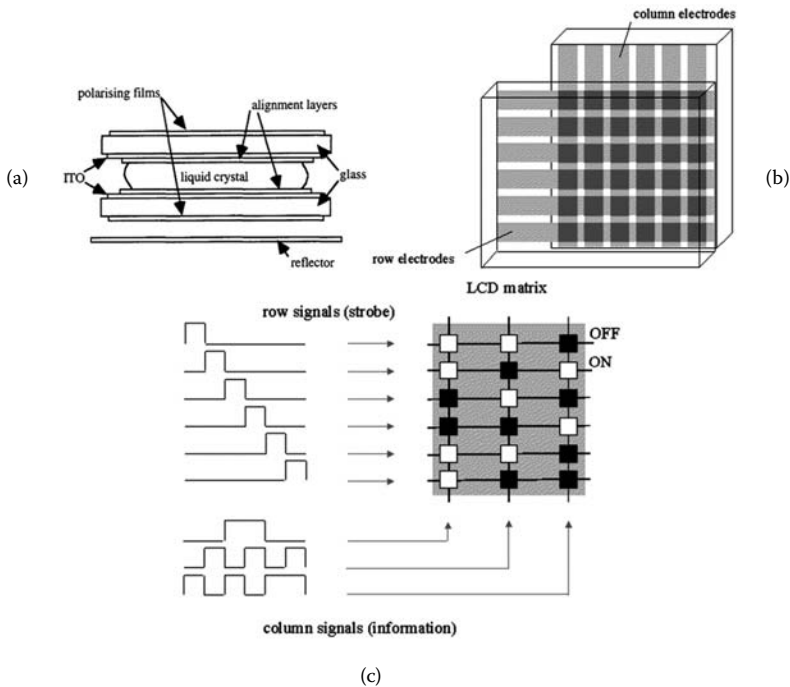 column electrodes
polarising films
alignment layers
(a)
ITO
liquid crystal
glass
(b)
row electrodes
reflector
LCD matrix
row signals (strobe)
OFF
ON
column signals (information)
(c)